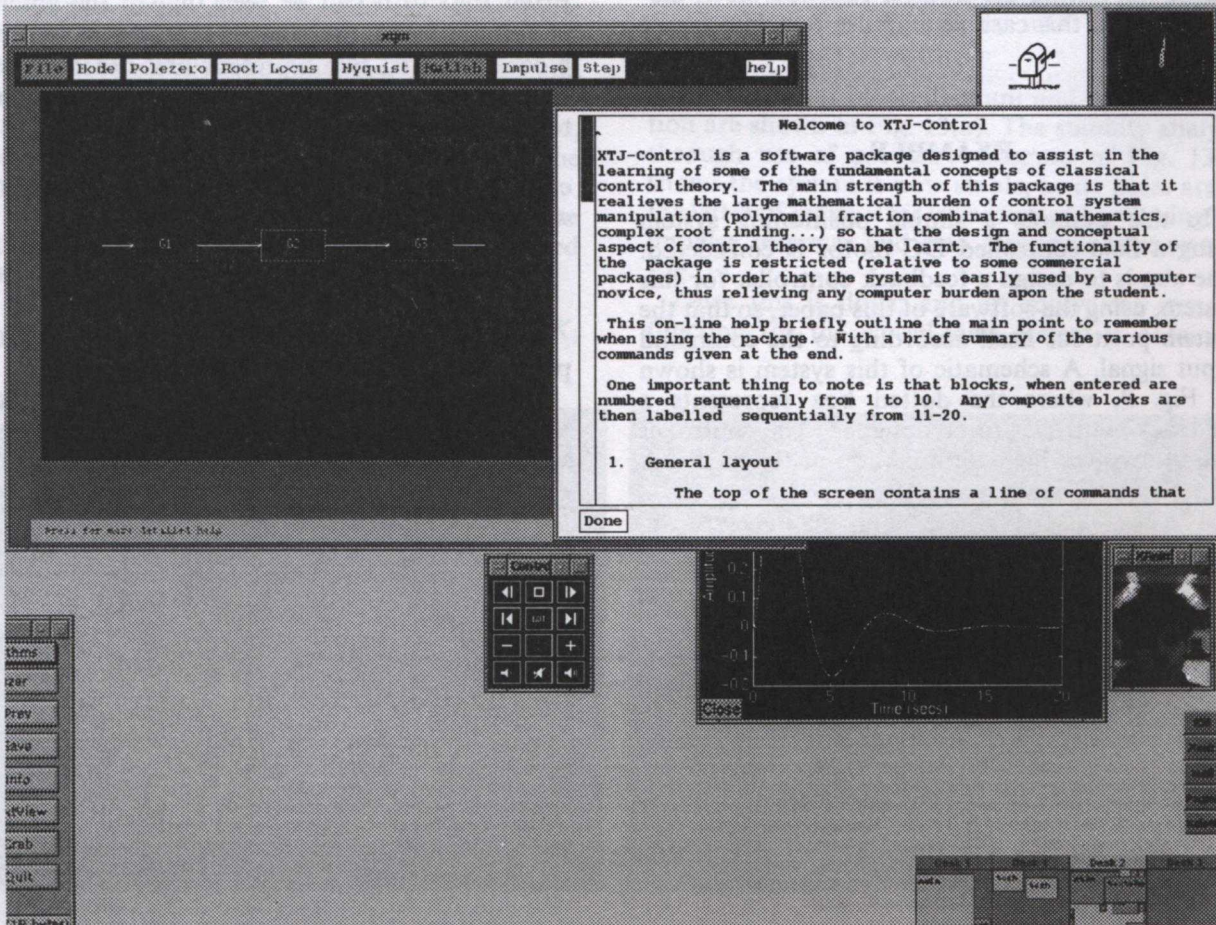 xtjn
File Bode Polezero Root Locus Nyquist Matlab Impulse Step help
G1 G2 G3
Press for more detailed help
Welcome to XTJ-Control
XTJ-Control is a software package designed to assist in the
learning of some of the fundamental concepts of classical
control theory. The main strength of this package is that it
realieves the large mathematical burden of control system
manipulation (polynomial fraction combinational mathematics,
complex root finding...) so that the design and conceptual
aspect of control theory can be learnt. The functionality of
the package is restricted (relative to some commercial
packages) in order that the system is easily used by a computer
novice, thus relieving any computer burden apon the student.
This on-line help briefly outline the main point to remember
when using the package. With a brief summary of the various
commands given at the end.
One important thing to note is that blocks, when entered are
numbered sequentially from 1 to 10. Any composite blocks are
then labelled sequentially from 11-20.
1. General layout
The top of the screen contains a line of commands that
Done
0.2
0.1
0
-0.1
0 5 10 15 20
Time (secs)
Close
thms
zer
Prev
Save
Info
Grab
Quit
Desk 2